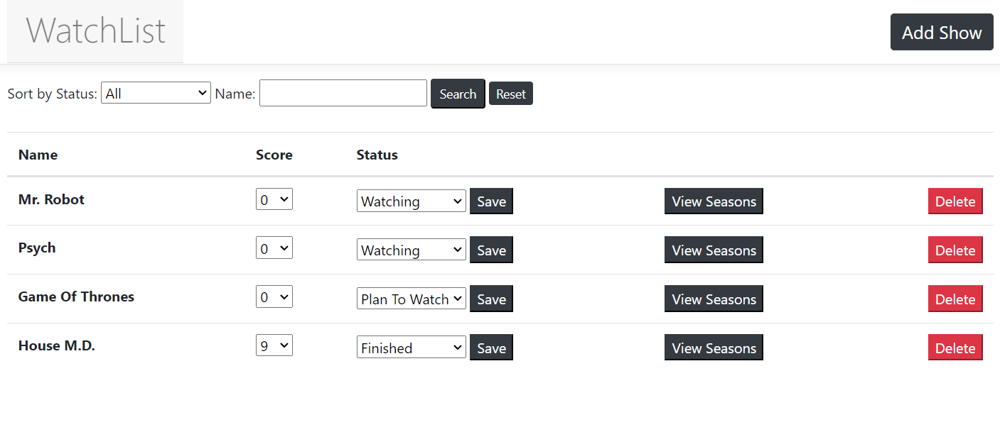 WatchList
Add Show
Sort by Status: All Name: Search Reset
Name Score Status
Mr. Robot 0 Watching Save View Seasons Delete
Psych 0 Watching Save View Seasons Delete
Game Of Thrones 0 Plan To Watch Save View Seasons Delete
House M.D. 9 Finished Save View Seasons Delete